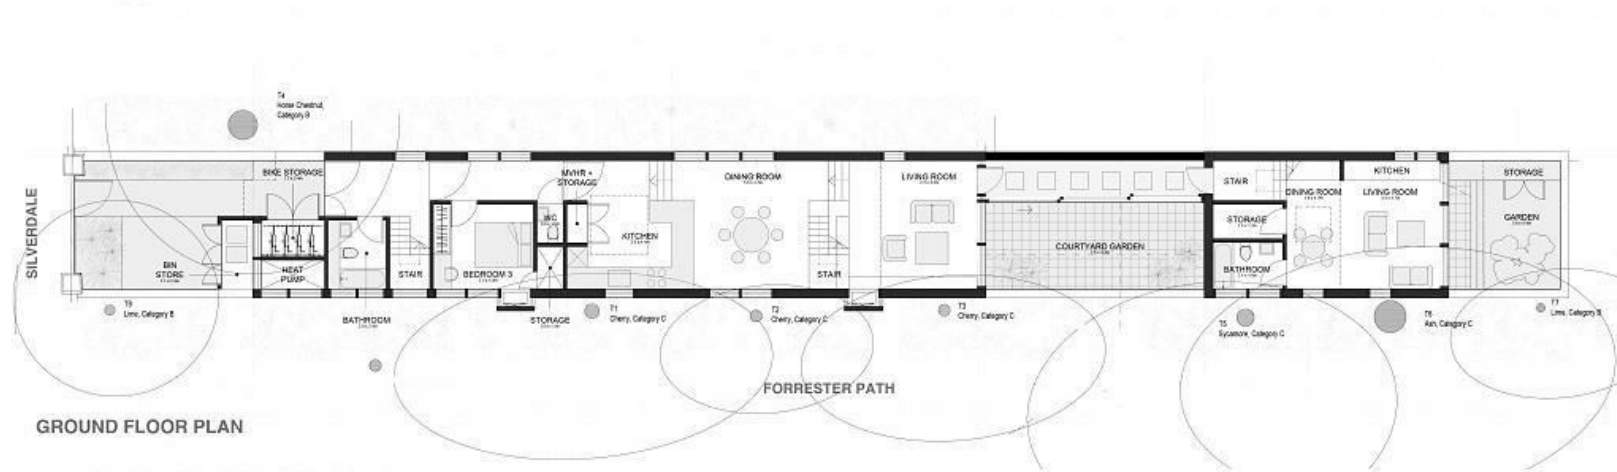 T4
Horse Chestnut,
Category B
BIKE STORAGE
MVHR +
STORAGE
DINING ROOM
LIVING ROOM
STAIR
KITCHEN
DINING ROOM
LIVING ROOM
STORAGE
SILVERDALE
WC
KITCHEN
STORAGE
GARDEN
BIN
STORE
HEAT
PUMP
STAIR
BEDROOM 3
STAIR
COURTYARD GARDEN
BATHROOM
T9
Lime, Category B
BATHROOM
STORAGE
T1
Cherry, Category C
T2
Cherry, Category C
T3
Cherry, Category C
T5
Sycamore, Category C
T6
Ash, Category C
T7
Lime, Category B
FORRESTER PATH
GROUND FLOOR PLAN